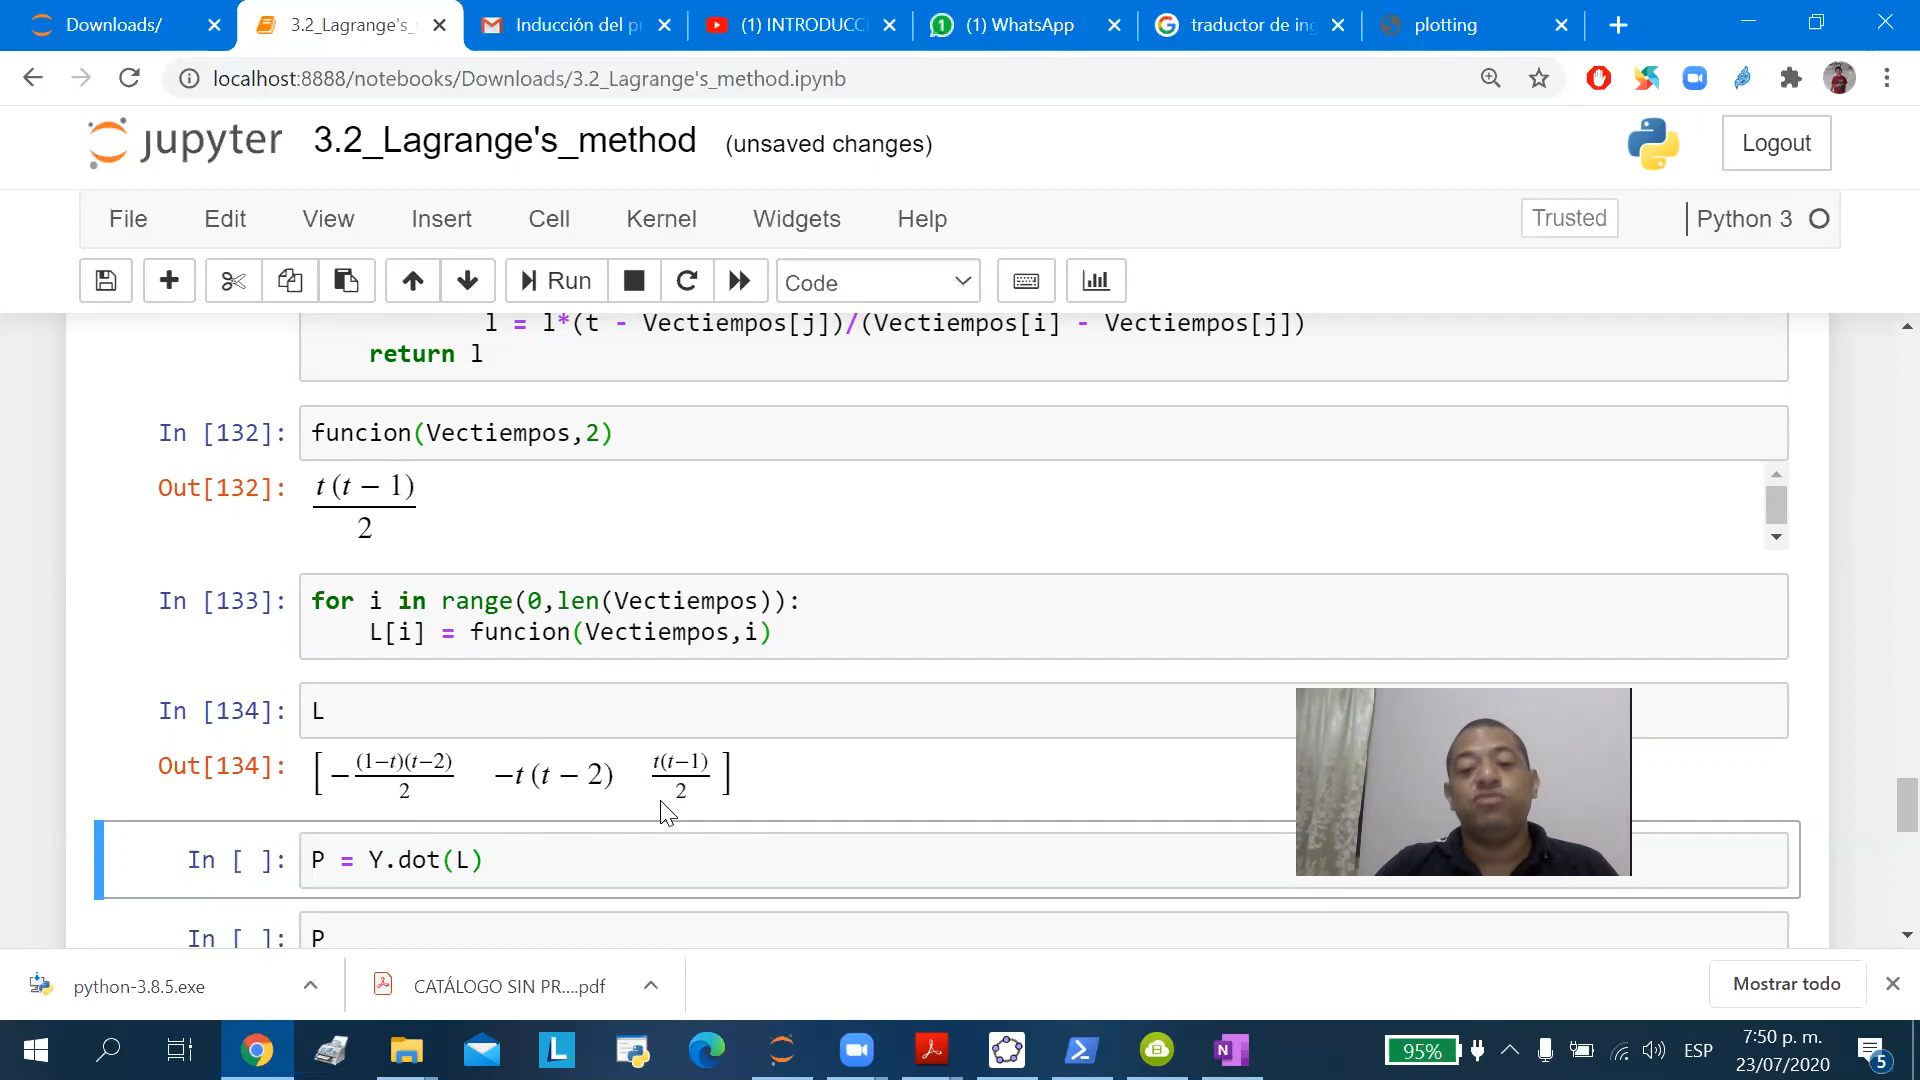 Downloads/
3.2_Lagrange's_
Inducción del p
(1) INTRODUCC
(1) WhatsApp
traductor de in
plotting
localhost:8888/notebooks/Downloads/3.2_Lagrange's_method.ipynb
jupyter 3.2_Lagrange's_method (unsaved changes)
Logout
File Edit View Insert Cell Kernel Widgets Help
Trusted
Python 3
Run
Code
l = l*(t - Vectiempos[j])/(Vectiempos[i] - Vectiempos[j])
return l
In [132]: funcion(Vectiempos,2)
Out[132]: t (t − 1)
2
In [133]: for i in range(0,len(Vectiempos)):
L[i] = funcion(Vectiempos,i)
In [134]: L
Out[134]: [ −(1−t)(t−2)/2 −t (t − 2) t(t−1)/2 ]
In [ ]: P = Y.dot(L)
In [ ]: P
python-3.8.5.exe
CATÁLOGO SIN PR....pdf
Mostrar todo
95%
ESP
7:50 p. m.
23/07/2020
5